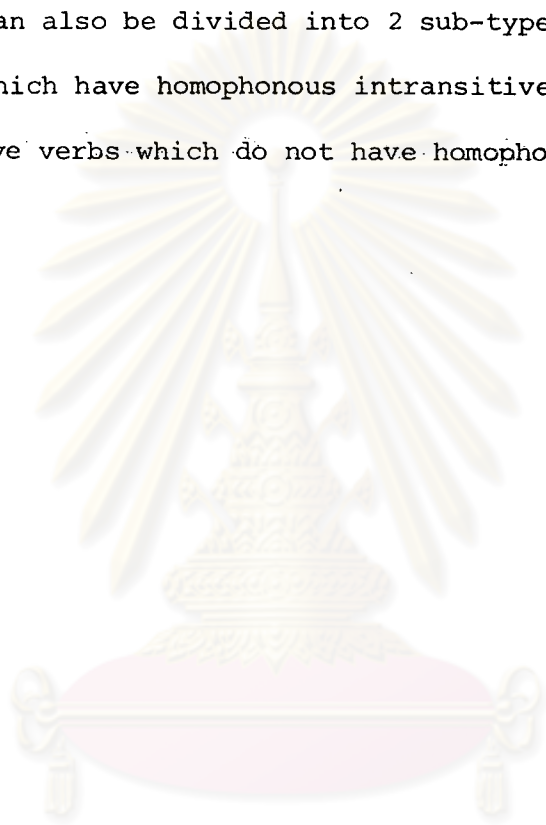 an also be divided into 2 sub-type
hich have homophonous intransitive
ve verbs which do not have homopho